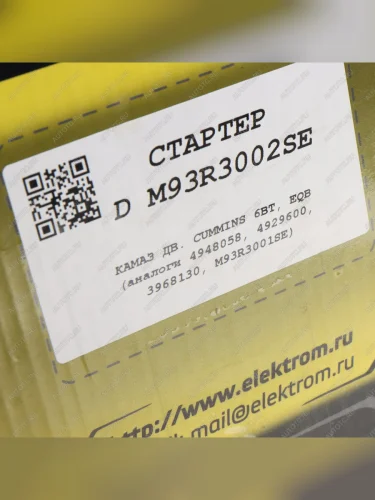 СТАРТЕР
D M93R3002SE
КАМАЗ ДВ. CUMMINS 6BT, EQB
(аналоги 4948058, 4929600,
3968130, M93R3001SE)
http://www.elektrom.ru
mail@elektrom.ru